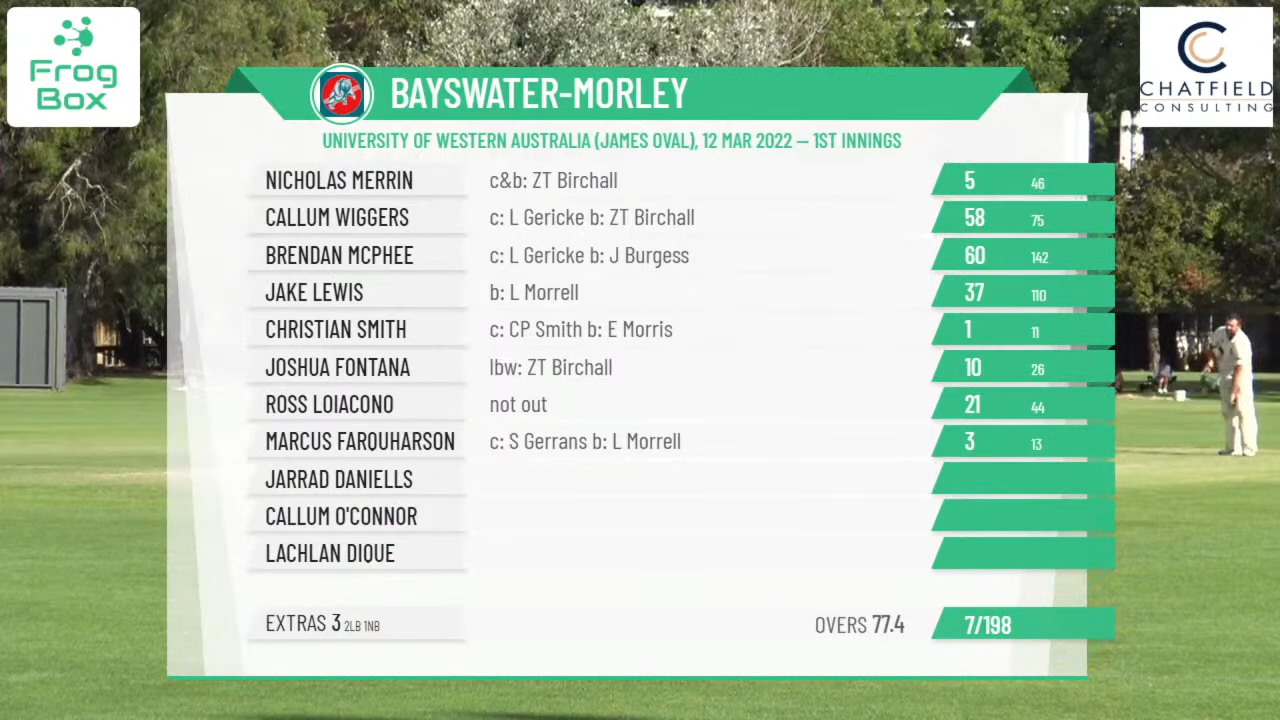 Frog
Box
CHATFIELD
CONSULTING
BAYSWATER-MORLEY
UNIVERSITY OF WESTERN AUSTRALIA (JAMES OVAL), 12 MAR 2022 – 1ST INNINGS
NICHOLAS MERRIN c&b: ZT Birchall 5 46
CALLUM WIGGERS c: L Gericke b: ZT Birchall 58 75
BRENDAN MCPHEE c: L Gericke b: J Burgess 60 142
JAKE LEWIS b: L Morrell 37 110
CHRISTIAN SMITH c: CP Smith b: E Morris 1 11
JOSHUA FONTANA lbw: ZT Birchall 10 26
ROSS LOIACONO not out 21 44
MARCUS FARQUHARSON c: S Gerrans b: L Morrell 3 13
JARRAD DANIELLS
CALLUM O'CONNOR
LACHLAN DIQUE
EXTRAS 3 2LB 1NB OVERS 77.4 7/198